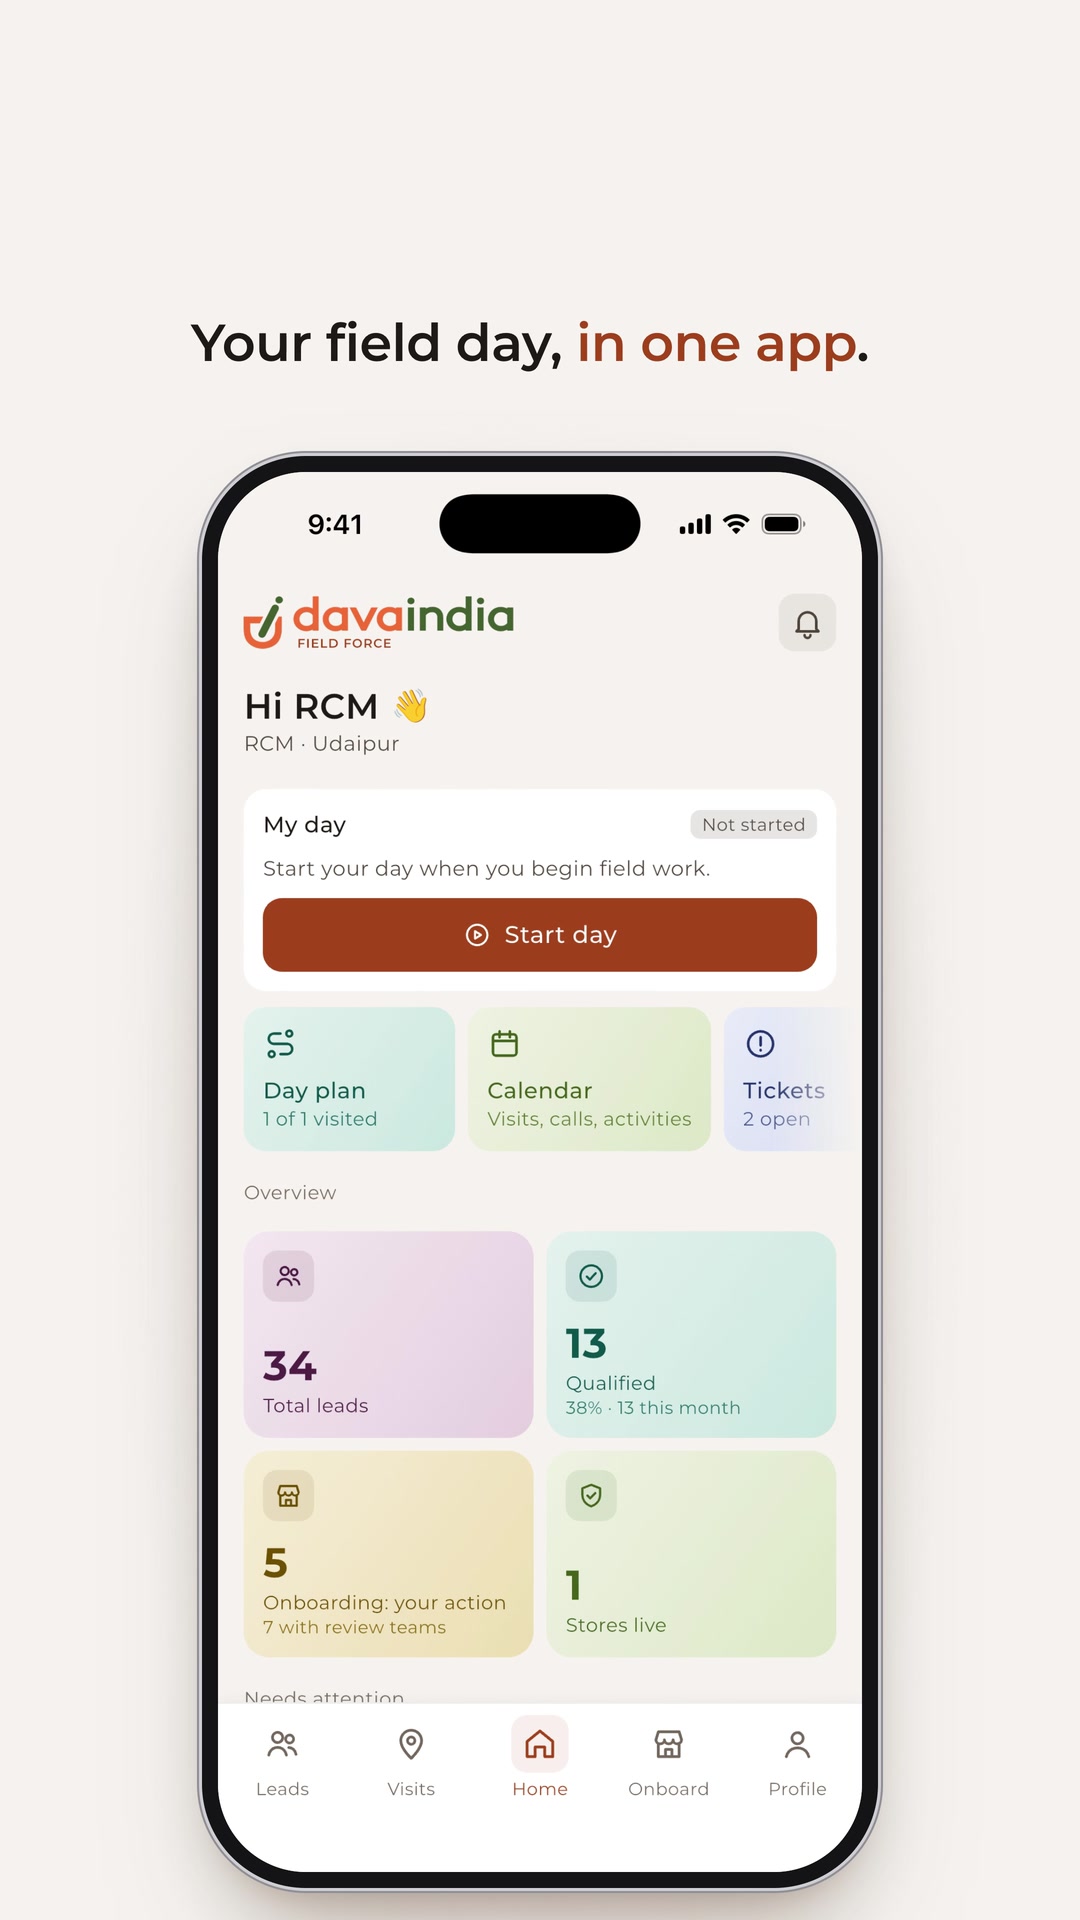 Your field day, in one app.
9:41
davaindia
FIELD FORCE
Hi RCM 👋
RCM · Udaipur
My day
Not started
Start your day when you begin field work.
Start day
Day plan
1 of 1 visited
Calendar
Visits, calls, activities
Tickets
2 open
Overview
34
Total leads
13
Qualified
38% · 13 this month
5
Onboarding: your action
7 with review teams
1
Stores live
Needs attention
Leads
Visits
Home
Onboard
Profile